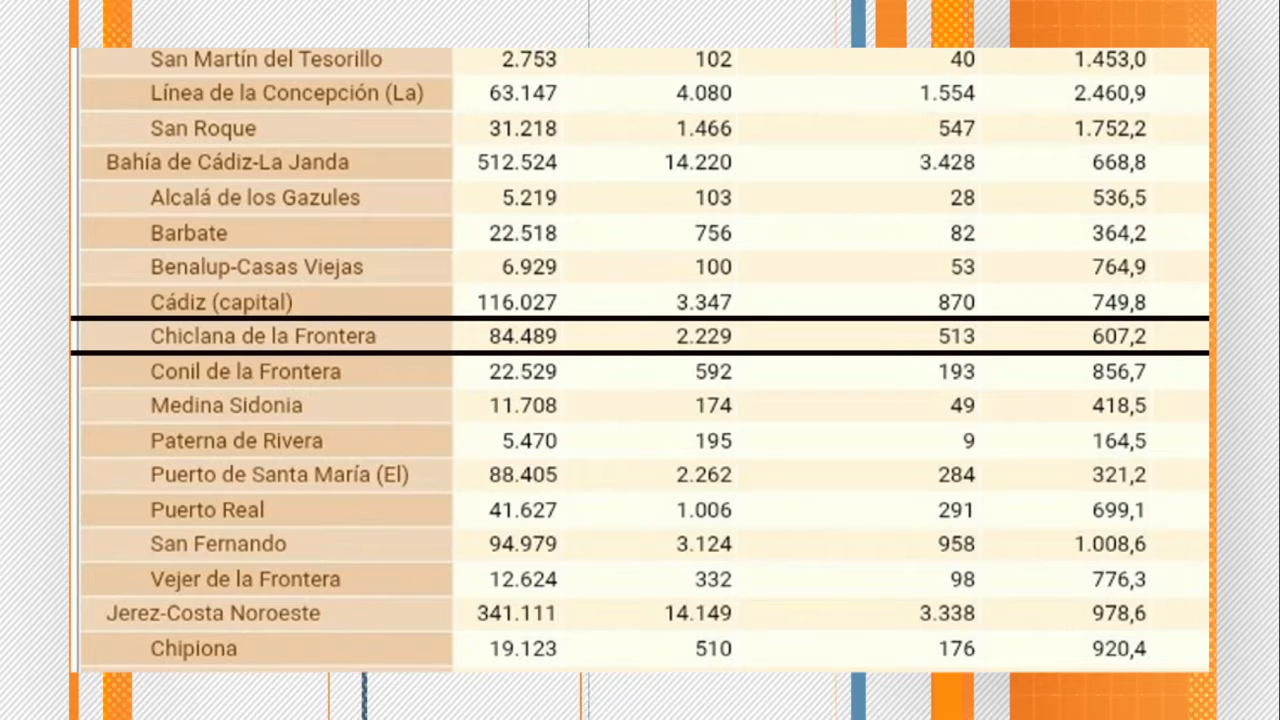 San Martín del Tesorillo 2.753 102 40 1.453,0
Línea de la Concepción (La) 63.147 4.080 1.554 2.460,9
San Roque 31.218 1.466 547 1.752,2
Bahía de Cádiz-La Janda 512.524 14.220 3.428 668,8
Alcalá de los Gazules 5.219 103 28 536,5
Barbate 22.518 756 82 364,2
Benalup-Casas Viejas 6.929 100 53 764,9
Cádiz (capital) 116.027 3.347 870 749,8
Chiclana de la Frontera 84.489 2.229 513 607,2
Conil de la Frontera 22.529 592 193 856,7
Medina Sidonia 11.708 174 49 418,5
Paterna de Rivera 5.470 195 9 164,5
Puerto de Santa María (El) 88.405 2.262 284 321,2
Puerto Real 41.627 1.006 291 699,1
San Fernando 94.979 3.124 958 1.008,6
Vejer de la Frontera 12.624 332 98 776,3
Jerez-Costa Noroeste 341.111 14.149 3.338 978,6
Chipiona 19.123 510 176 920,4